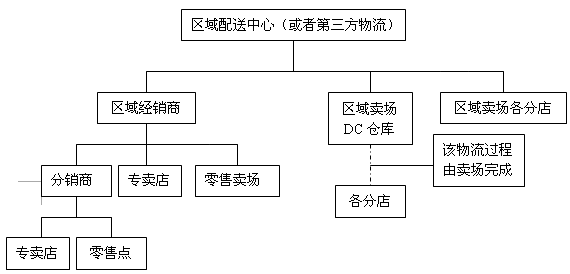 区域配送中心（或者第三方物流）
区域经销商
区域卖场
DC 仓库
区域卖场各分店
该物流过程
由卖场完成
分销商
专卖店
零售卖场
各分店
专卖店
零售点